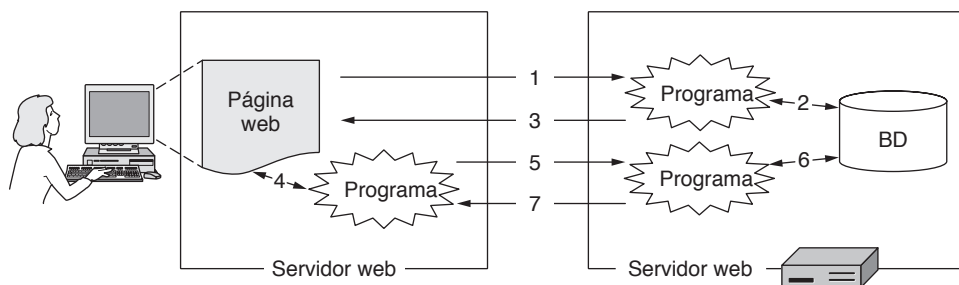 Página
web
1
3
Programa
2
BD
4
Programa
5
7
Programa
6
Servidor web
Servidor web